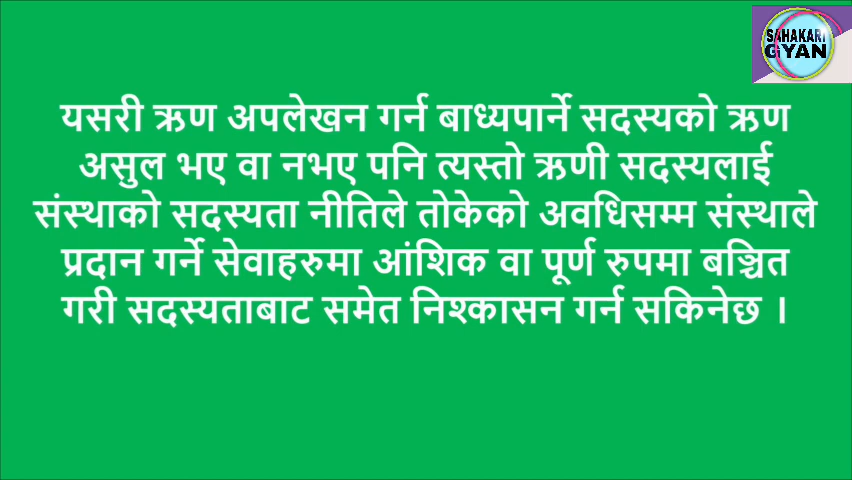 SAHAKARI
GYAN
यसरी ऋण अपलेखन गर्न बाध्यपार्ने सदस्यको ऋण
असुल भए वा नभए पनि त्यस्तो ऋणी सदस्यलाई
संस्थाको सदस्यता नीतिले तोकेको अवधिसम्म संस्थाले
प्रदान गर्ने सेवाहरुमा आंशिक वा पूर्ण रुपमा बञ्चित
गरी सदस्यताबाट समेत निश्कासन गर्न सकिनेछ ।